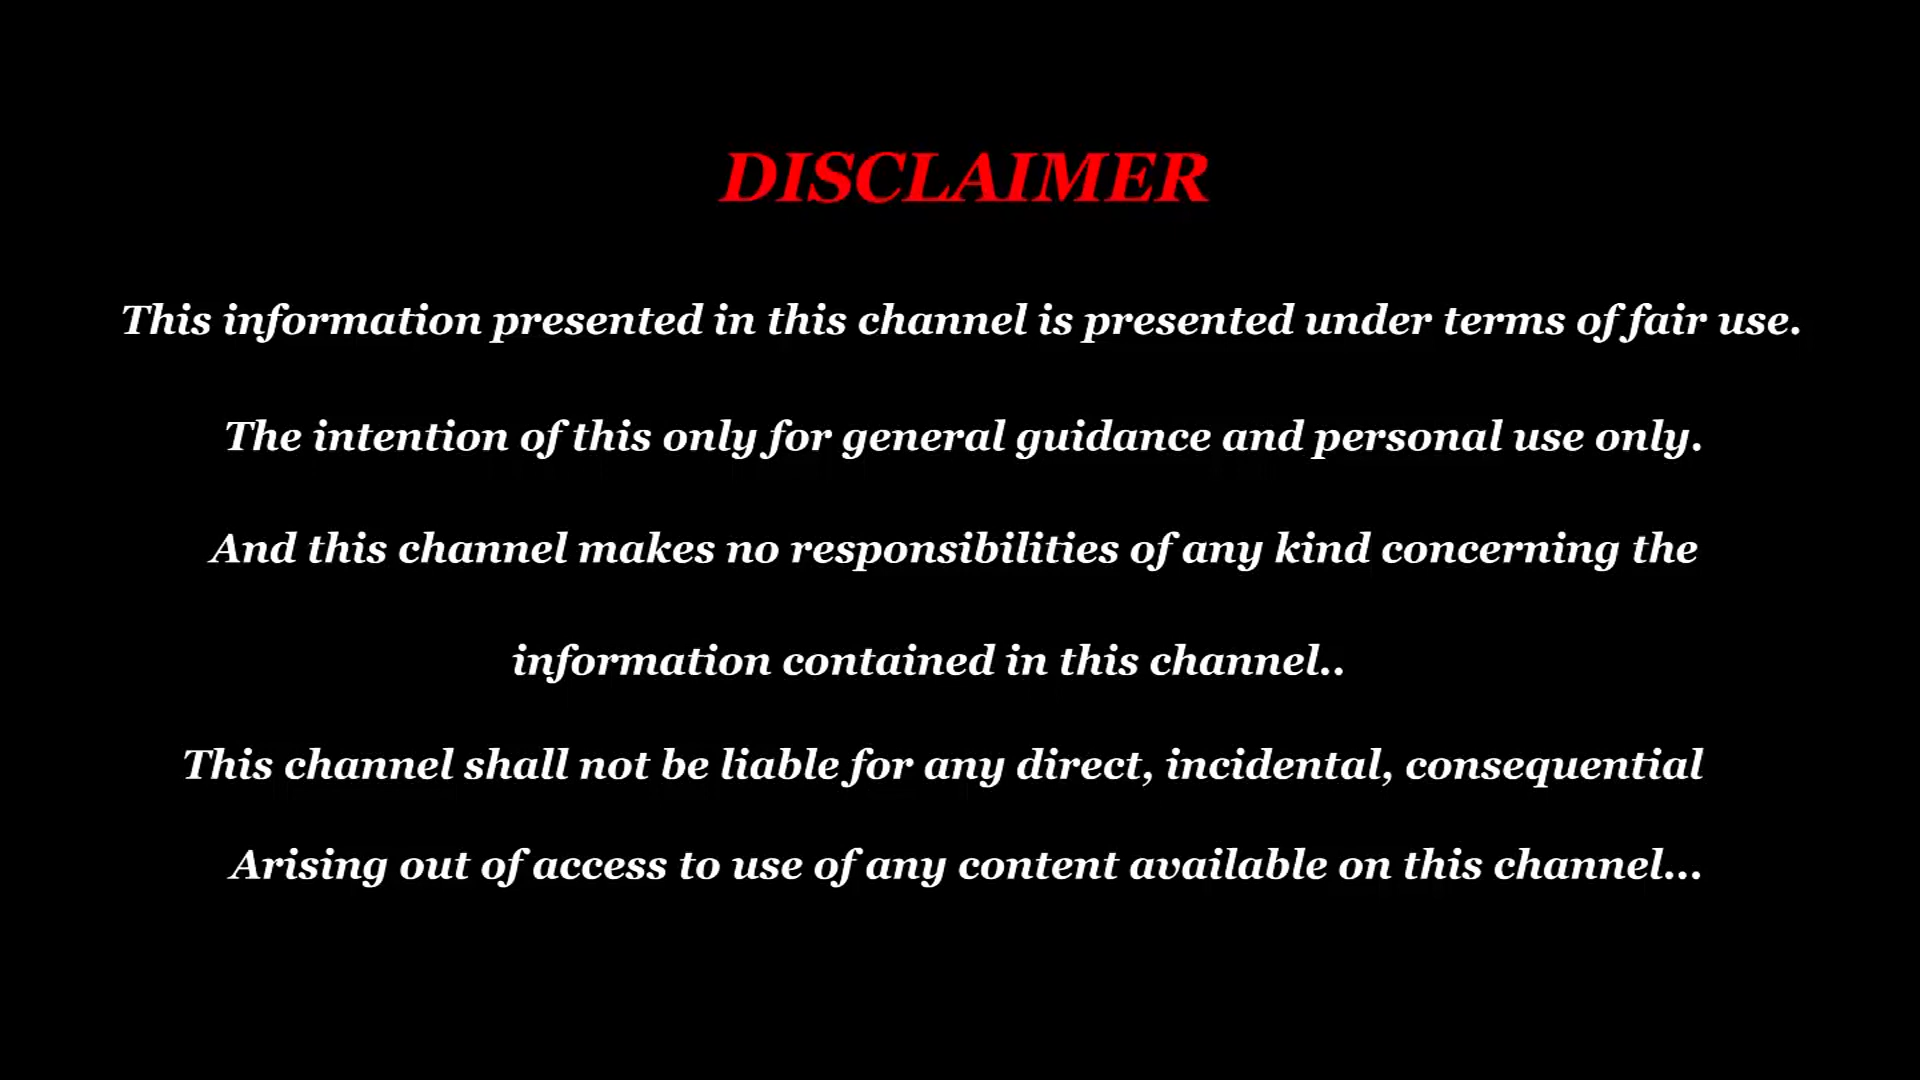 DISCLAIMER
This information presented in this channel is presented under terms of fair use.
The intention of this only for general guidance and personal use only.
And this channel makes no responsibilities of any kind concerning the
information contained in this channel..
This channel shall not be liable for any direct, incidental, consequential
Arising out of access to use of any content available on this channel...